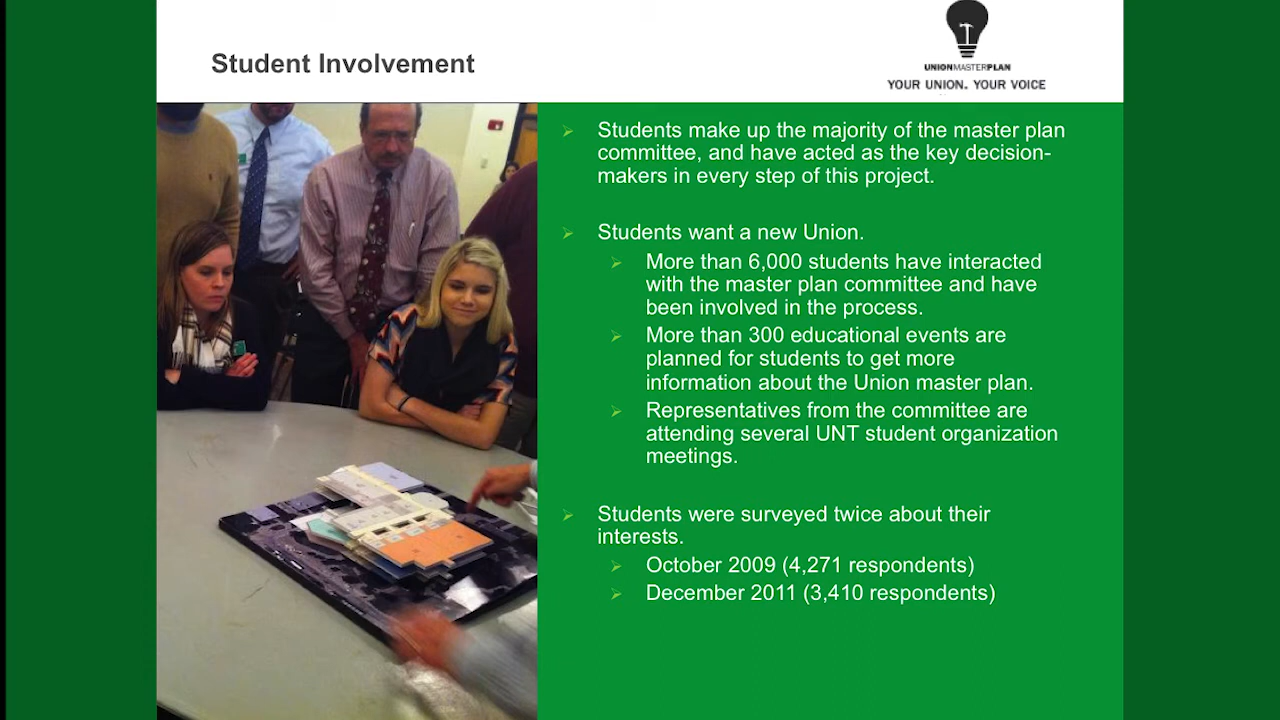 Student Involvement
UNIONMASTERPLAN
YOUR UNION. YOUR VOICE
Students make up the majority of the master plan
committee, and have acted as the key decision-
makers in every step of this project.
Students want a new Union.
More than 6,000 students have interacted
with the master plan committee and have
been involved in the process.
More than 300 educational events are
planned for students to get more
information about the Union master plan.
Representatives from the committee are
attending several UNT student organization
meetings.
Students were surveyed twice about their
interests.
October 2009 (4,271 respondents)
December 2011 (3,410 respondents)